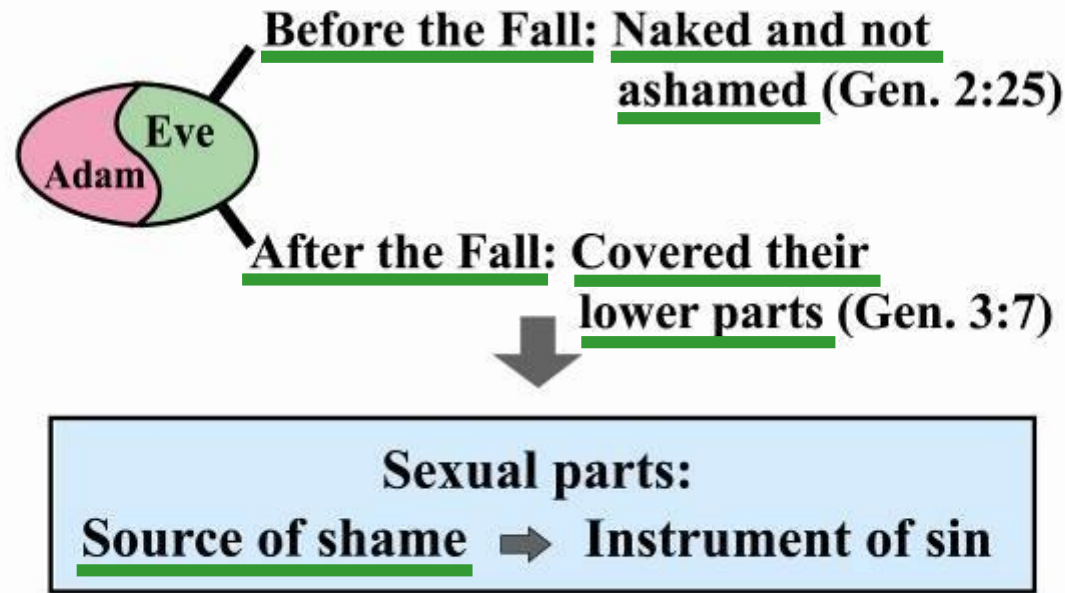 Before the Fall: Naked and not
ashamed (Gen. 2:25)
Eve
Adam
After the Fall: Covered their
lower parts (Gen. 3:7)
Sexual parts:
Source of shame Instrument of sin